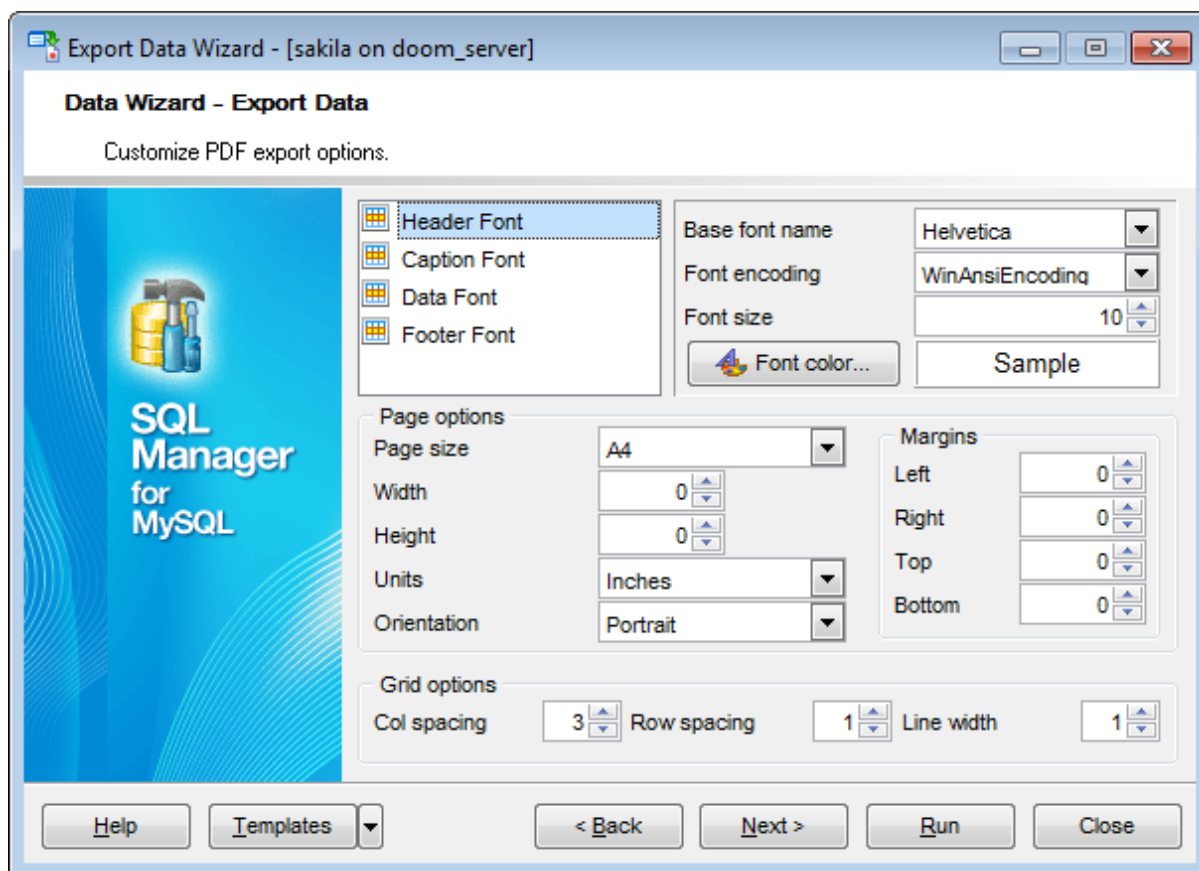 Export Data Wizard - [sakila on doom_server]
Data Wizard - Export Data
Customize PDF export options.
SQL
Manager
for
MySQL
Header Font
Caption Font
Data Font
Footer Font
Base font name Helvetica
Font encoding WinAnsiEncoding
Font size 10
Font color... Sample
Page options
Page size A4
Width 0
Height 0
Units Inches
Orientation Portrait
Margins
Left 0
Right 0
Top 0
Bottom 0
Grid options
Col spacing 3 Row spacing 1 Line width 1
Help Templates < Back Next > Run Close